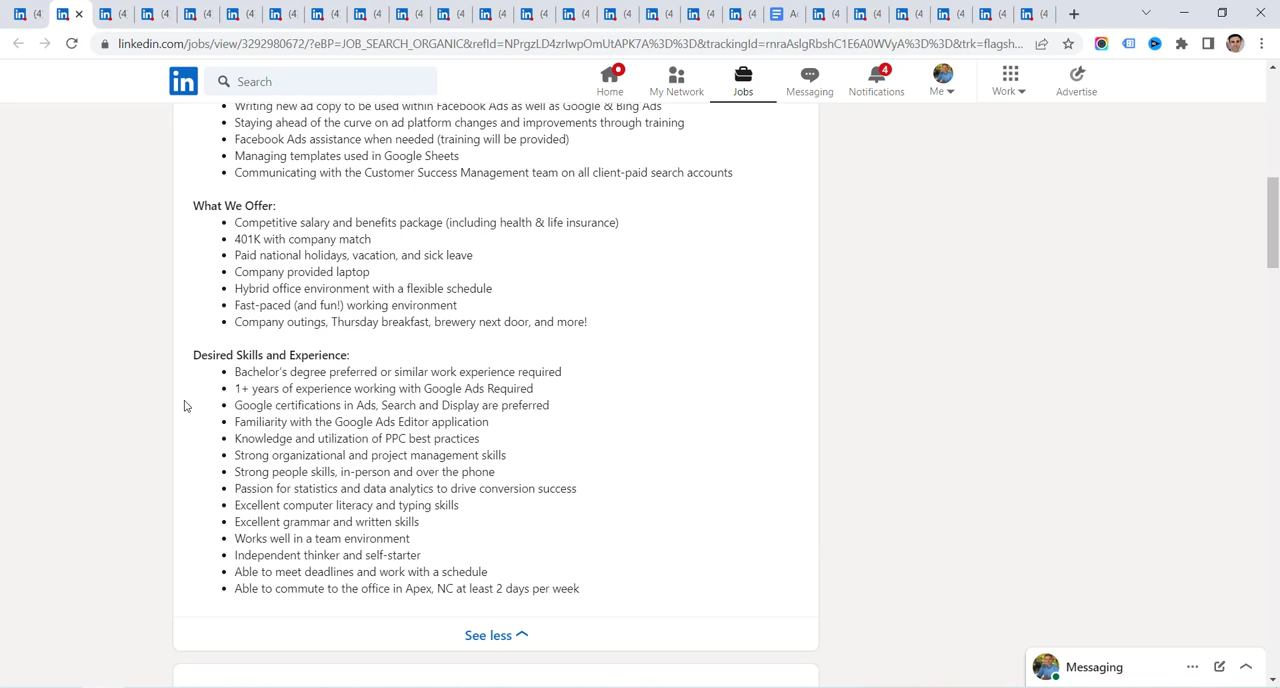 linkedin.com/jobs/view/3292980672/?eBP=JOB_SEARCH_ORGANIC&refId=NPrgzLD4zrIwpOmUtAPK7A%3D%3D&trackingId=rnraAslgRbshC1E6A0WVyA%3D%3D&trk=flagsh...
in
Search
Home
My Network
Jobs
Messaging
4
Notifications
Me
Work
Advertise
Writing new ad copy to be used within Facebook Ads as well as Google & Bing Ads
Staying ahead of the curve on ad platform changes and improvements through training
Facebook Ads assistance when needed (training will be provided)
Managing templates used in Google Sheets
Communicating with the Customer Success Management team on all client-paid search accounts
What We Offer:
Competitive salary and benefits package (including health & life insurance)
401K with company match
Paid national holidays, vacation, and sick leave
Company provided laptop
Hybrid office environment with a flexible schedule
Fast-paced (and fun!) working environment
Company outings, Thursday breakfast, brewery next door, and more!
Desired Skills and Experience:
Bachelor's degree preferred or similar work experience required
1+ years of experience working with Google Ads Required
Google certifications in Ads, Search and Display are preferred
Familiarity with the Google Ads Editor application
Knowledge and utilization of PPC best practices
Strong organizational and project management skills
Strong people skills, in-person and over the phone
Passion for statistics and data analytics to drive conversion success
Excellent computer literacy and typing skills
Excellent grammar and written skills
Works well in a team environment
Independent thinker and self-starter
Able to meet deadlines and work with a schedule
Able to commute to the office in Apex, NC at least 2 days per week
See less
Messaging